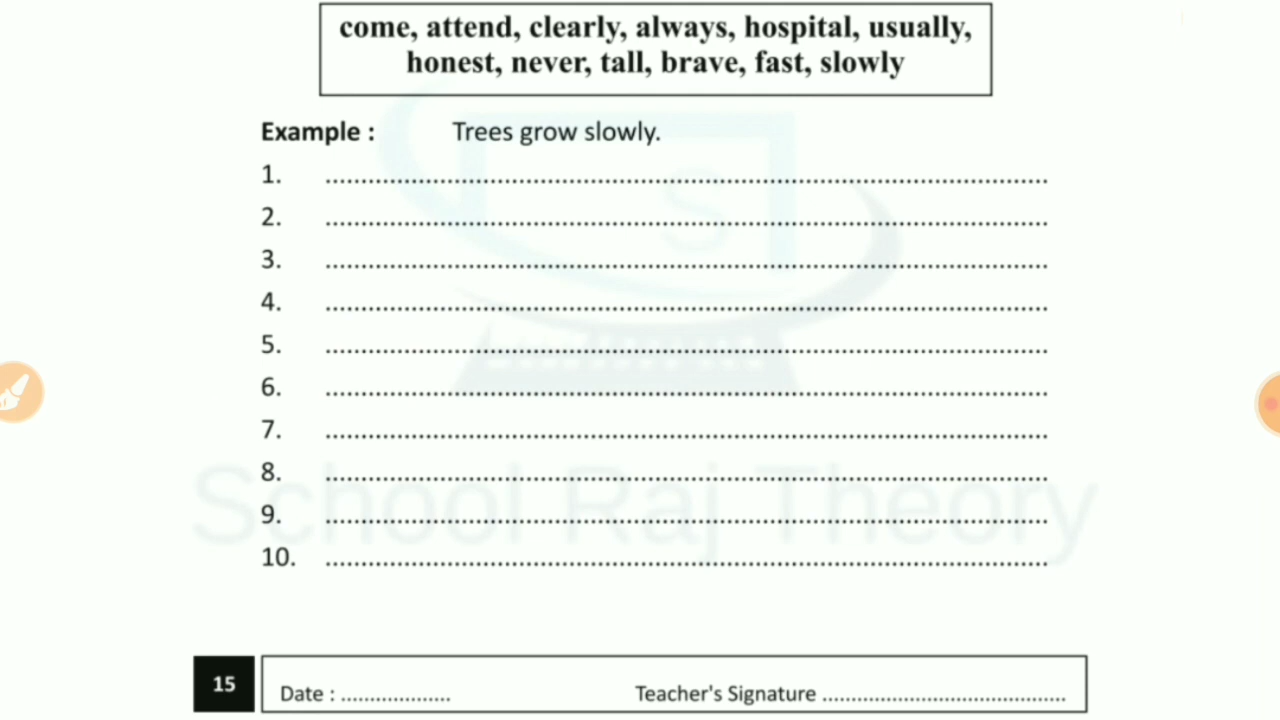 come, attend, clearly, always, hospital, usually,
honest, never, tall, brave, fast, slowly
Example : Trees grow slowly.
1. ....................
2. ....................
3. ....................
4. ....................
5. ....................
6. ....................
7. ....................
8. ....................
9. ....................
10. ....................
School Raj Theory
15 Date : ................... Teacher's Signature .....................................